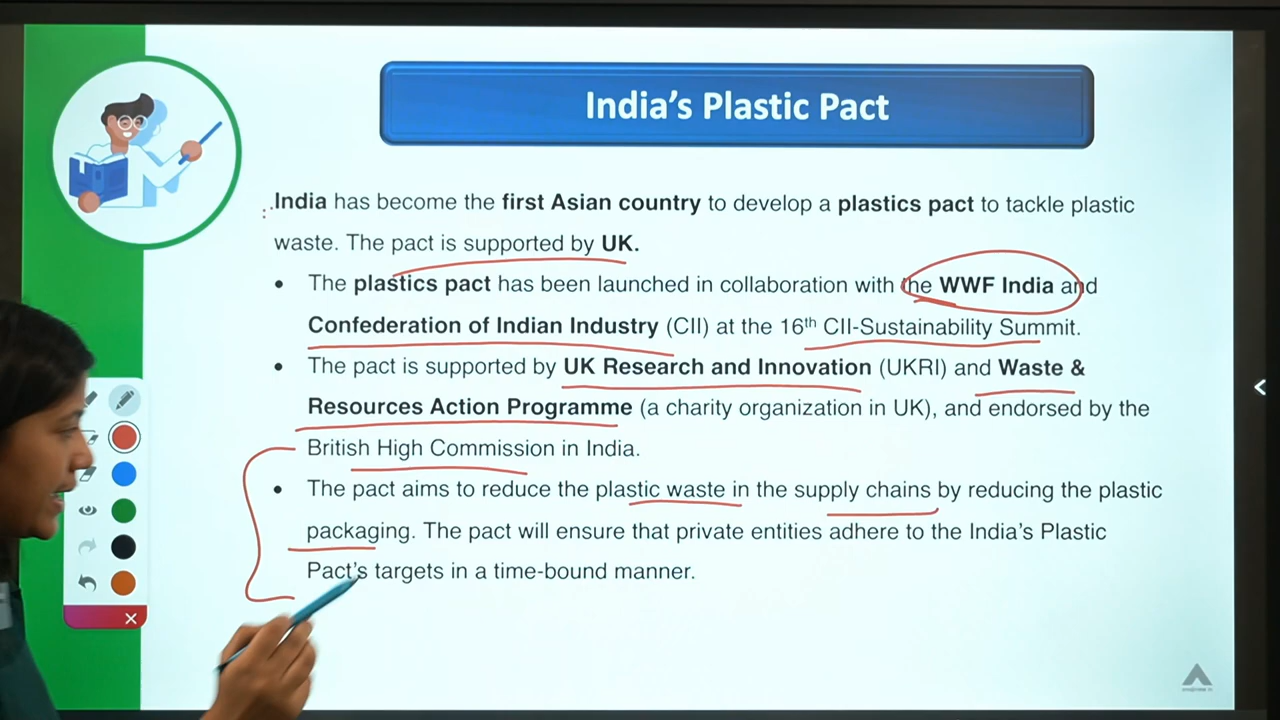 India's Plastic Pact
India has become the first Asian country to develop a plastics pact to tackle plastic
waste. The pact is supported by UK.
• The plastics pact has been launched in collaboration with the WWF India and
Confederation of Indian Industry (CII) at the 16th CII-Sustainability Summit.
• The pact is supported by UK Research and Innovation (UKRI) and Waste &
Resources Action Programme (a charity organization in UK), and endorsed by the
British High Commission in India.
• The pact aims to reduce the plastic waste in the supply chains by reducing the plastic
packaging. The pact will ensure that private entities adhere to the India's Plastic
Pact's targets in a time-bound manner.